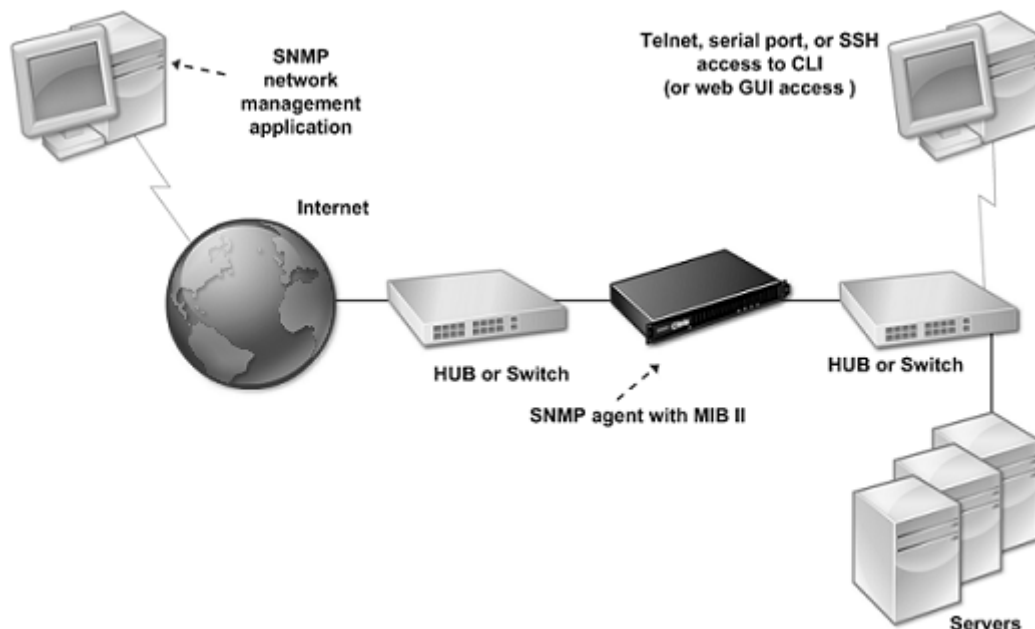 SNMP
network
management
application
Telnet, serial port, or SSH
access to CLI
(or web GUI access )
Internet
HUB or Switch
HUB or Switch
SNMP agent with MIB II
Servers